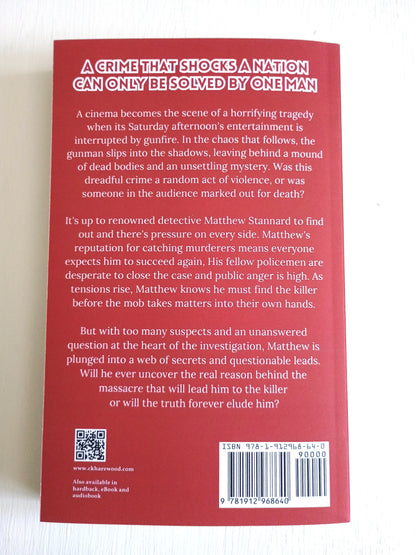 A CRIME THAT SHOCKS A NATION
CAN ONLY BE SOLVED BY ONE MAN
A cinema becomes the scene of a horrifying tragedy
when its Saturday afternoon's entertainment is
interrupted by gunfire. In the chaos that follows, the
gunman slips into the shadows, leaving behind a mound
of dead bodies and an unsettling mystery. Was this
dreadful crime a random act of violence, or was
someone in the audience marked out for death?
It's up to renowned detective Matthew Stannard to find
out and there's pressure on every side. Matthew's
reputation for catching murderers means everyone
expects him to succeed again, His fellow policemen are
desperate to close the case and public anger is high. As
tensions rise, Matthew knows he must find the killer
before the mob takes matters into their own hands.
But with too many suspects and an unanswered
question at the heart of the investigation, Matthew is
plunged into a web of secrets and questionable leads.
Will he ever uncover the real reason behind the
massacre that will lead him to the killer
or will the truth forever elude him?
www.ckharewood.com
Also available in
hardback, eBook and
audiobook
ISBN 978-1-912968-64-0
90000
9 781912 968640